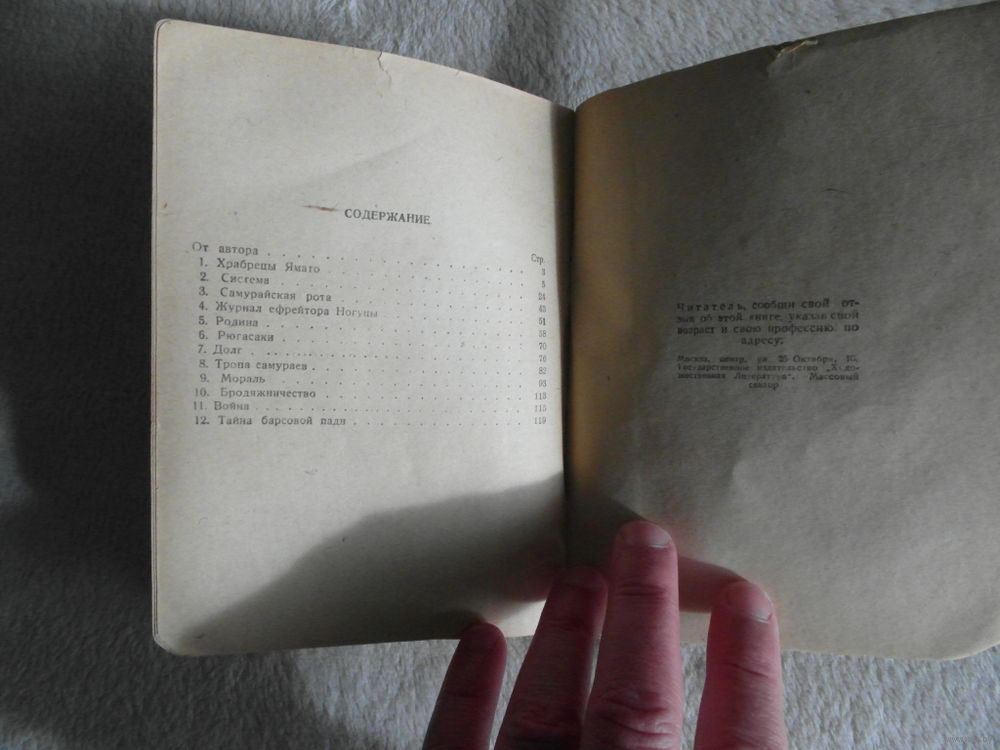 СОДЕРЖАНИЕ
Стр.
От автора . . . 3
1. Храбрецы Ямато . . . 5
2. Система . . . 24
3. Самурайская рота . . . 43
4. Журнал ефрейтора Ногуцы . . . 51
5. Родина . . . 58
6. Рюгасаки . . . 70
7. Долг . . . 76
8. Тропа самураев . . . 82
9. Мораль . . . 93
10. Бродяжничество . . . 113
11. Война . . . 115
12. Тайна барсовой пади . . . 119
Читатель, сообщи свой от-
зыв об этой книге, указав свой
возраст и свою профессию по
адресу:
Москва, центр, ул. 25 Октября, 10,
Государственное издательство „Худо-
жественная Литература". Массовый
сектор